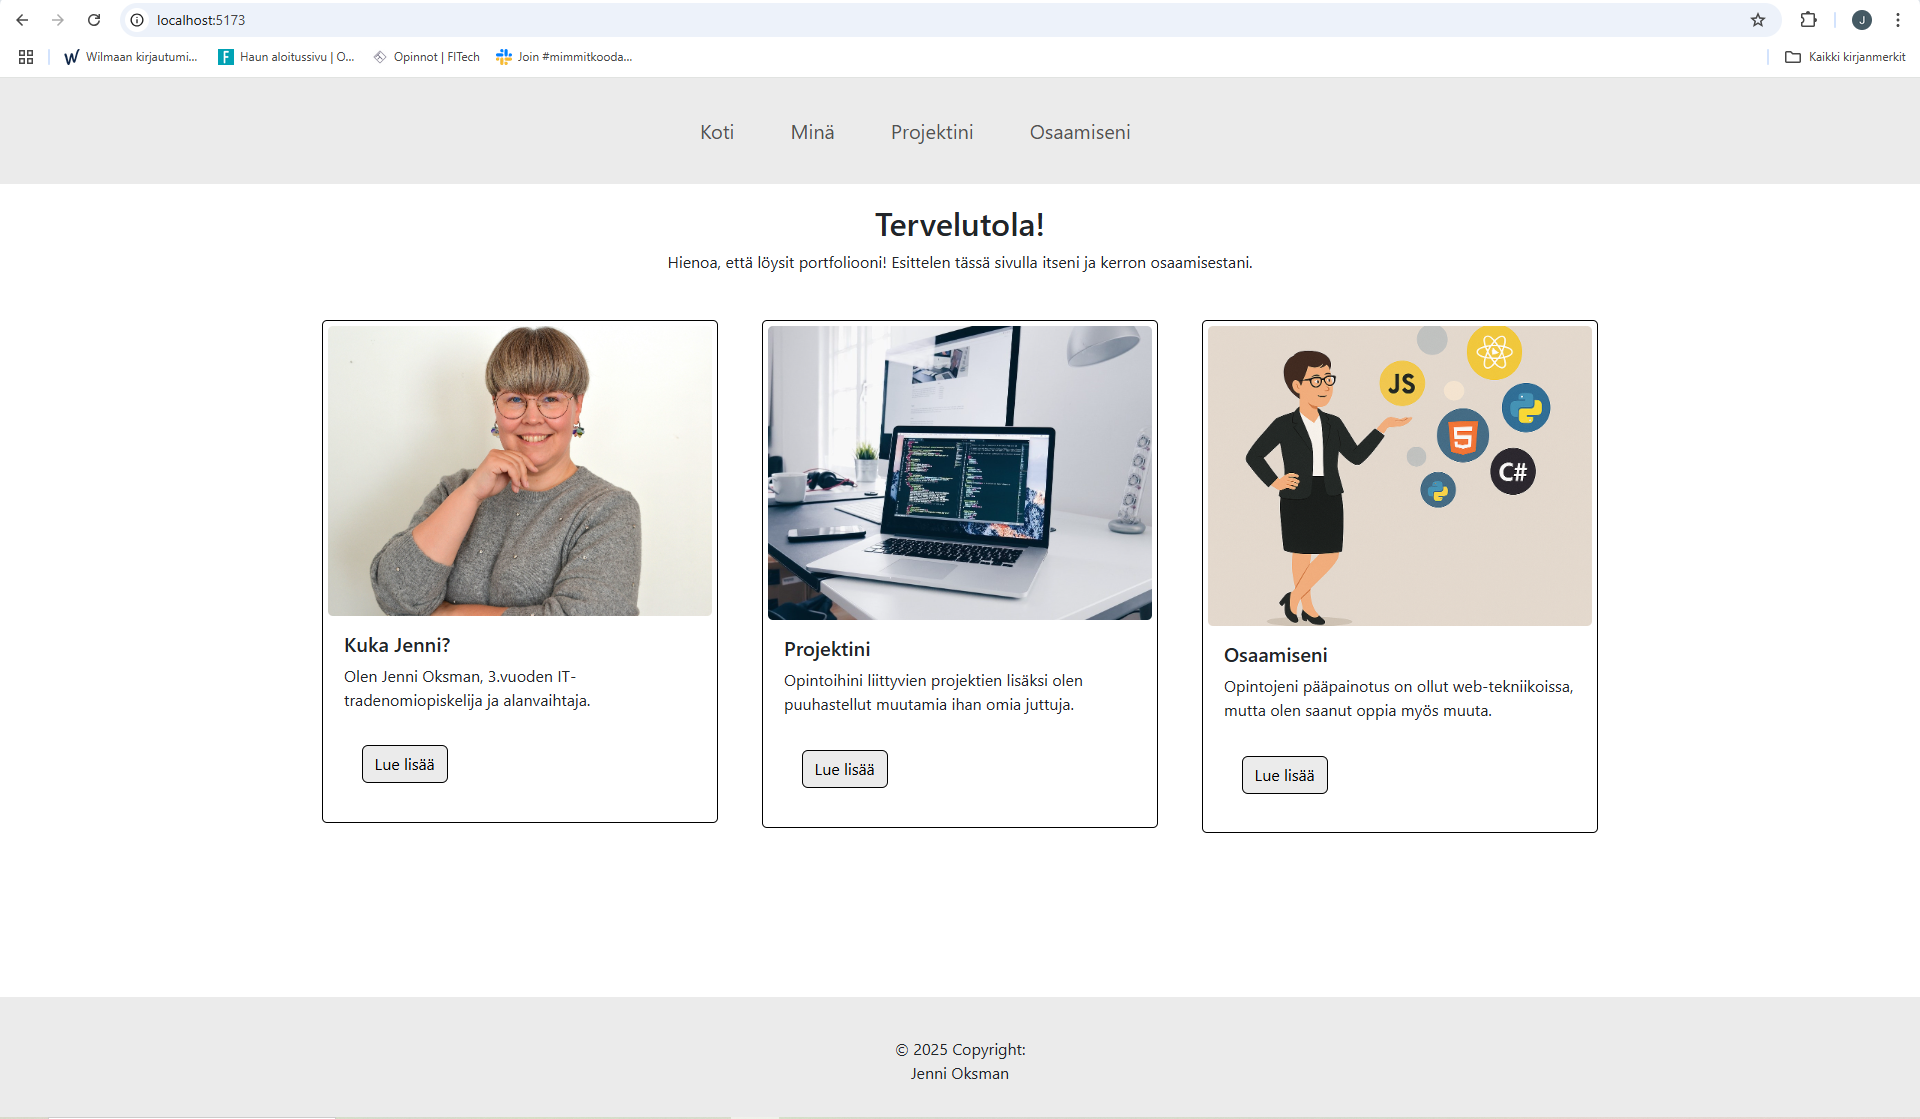 localhost:5173
Wilmaan kirjautumi...
Haun aloitussivu | O...
Opinnot | FITech
Join #mimmitkooda...
Kaikki kirjanmerkit
J
Koti
Minä
Projektini
Osaamiseni
Tervelutola!
Hienoa, että löysit portfoliooni! Esittelen tässä sivulla itseni ja kerron osaamisestani.
Kuka Jenni?
Olen Jenni Oksman, 3.vuoden IT-
tradenomiopiskelija ja alanvaihtaja.
Lue lisää
Projektini
Opintoihini liittyvien projektien lisäksi olen
puuhastellut muutamia ihan omia juttuja.
Lue lisää
JS
5
C#
Osaamiseni
Opintojeni pääpainotus on ollut web-tekniikoissa,
mutta olen saanut oppia myös muuta.
Lue lisää
© 2025 Copyright:
Jenni Oksman